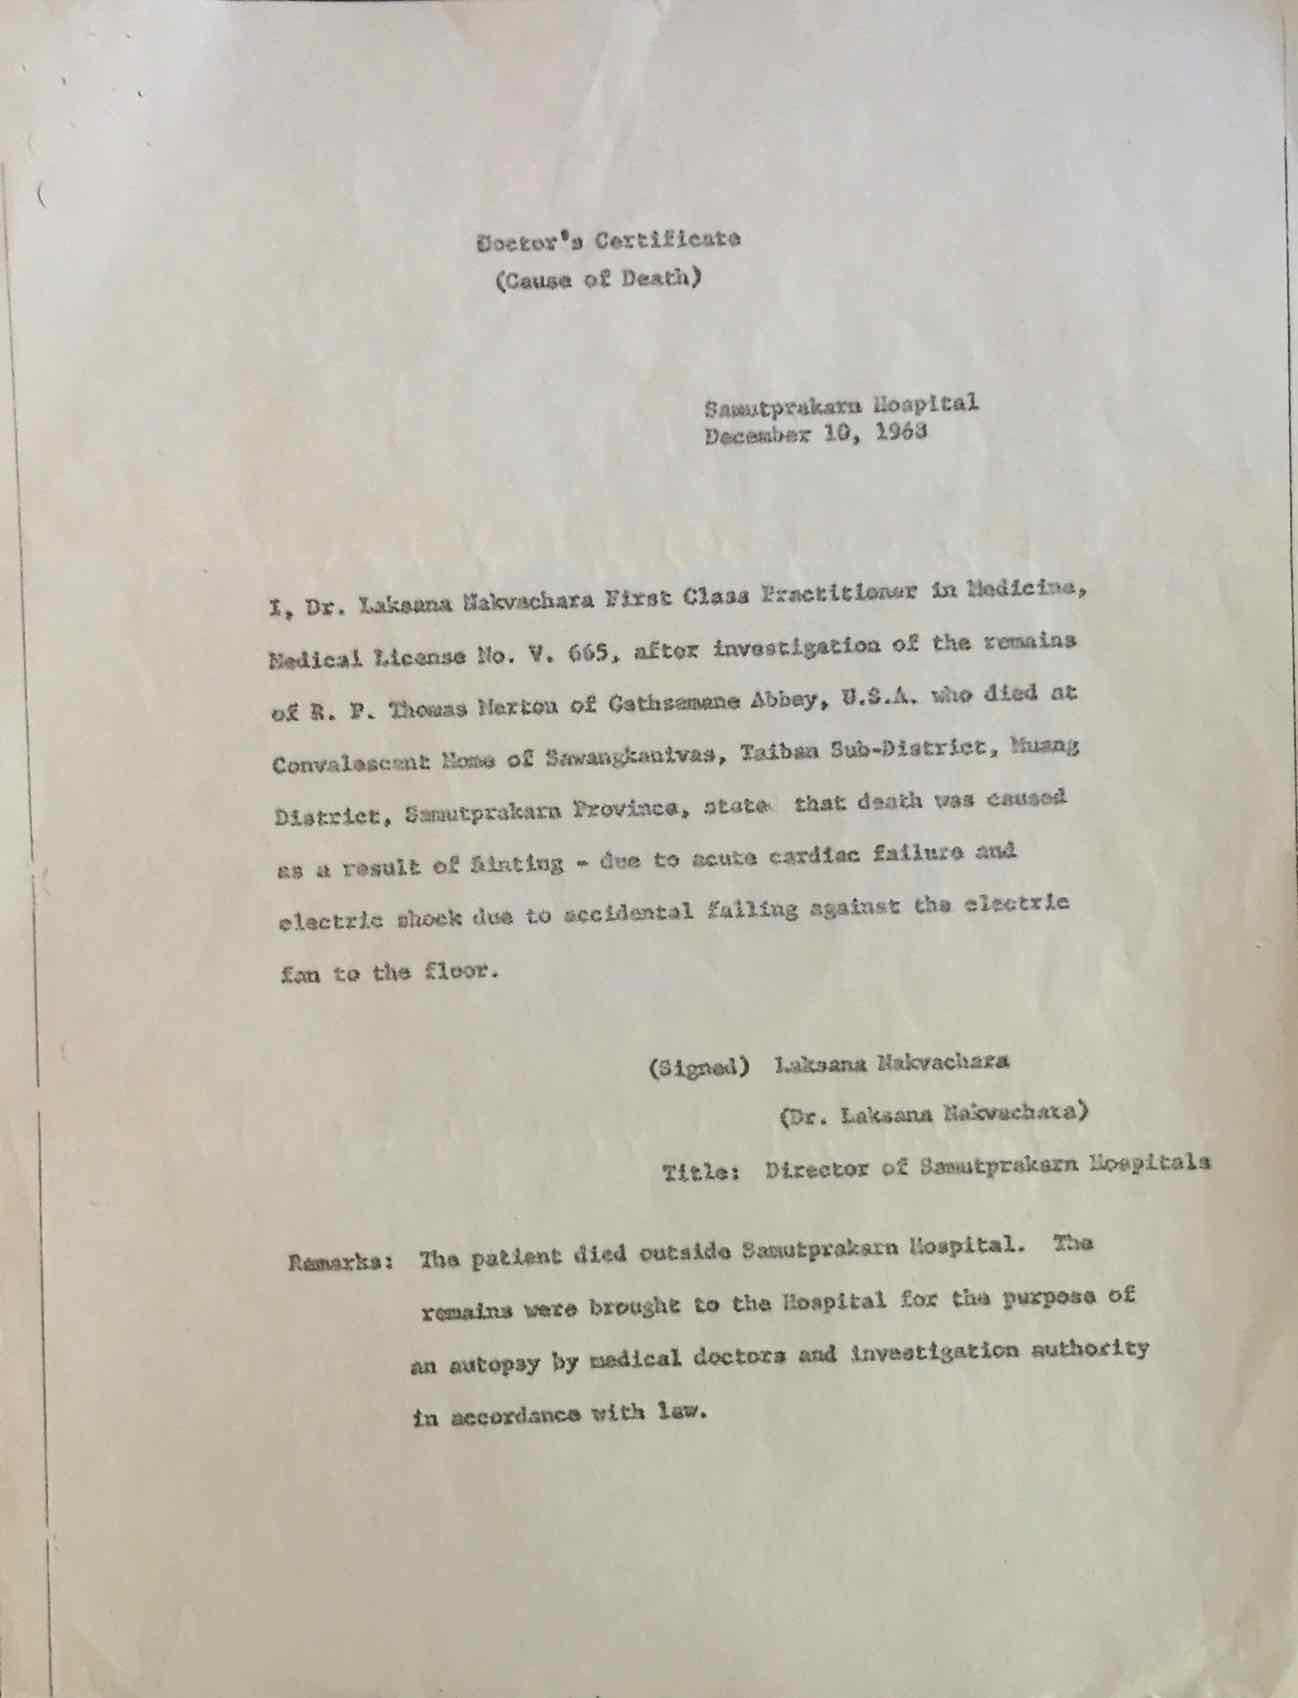 Doctor's Certificate
(Cause of Death)
Samutprakarn Hospital
December 10, 1968
I, Dr. Laksana Nakvachara First Class Practitioner in Medicine,
Medical License No. V. 665, after investigation of the remains
of R. P. Thomas Merton of Gethsemane Abbey, U.S.A. who died at
Convalescent Home of Sawangkanivas, Taiban Sub-District, Muang
District, Samutprakarn Province, state that death was caused
as a result of fainting - due to acute cardiac failure and
electric shock due to accidental falling against the electric
fan to the floor.
(Signed) Laksana Nakvachara
(Dr. Laksana Nakvachara)
Title: Director of Samutprakarn Hospitals
Remarks: The patient died outside Samutprakarn Hospital. The
remains were brought to the Hospital for the purpose of
an autopsy by medical doctors and investigation authority
in accordance with law.